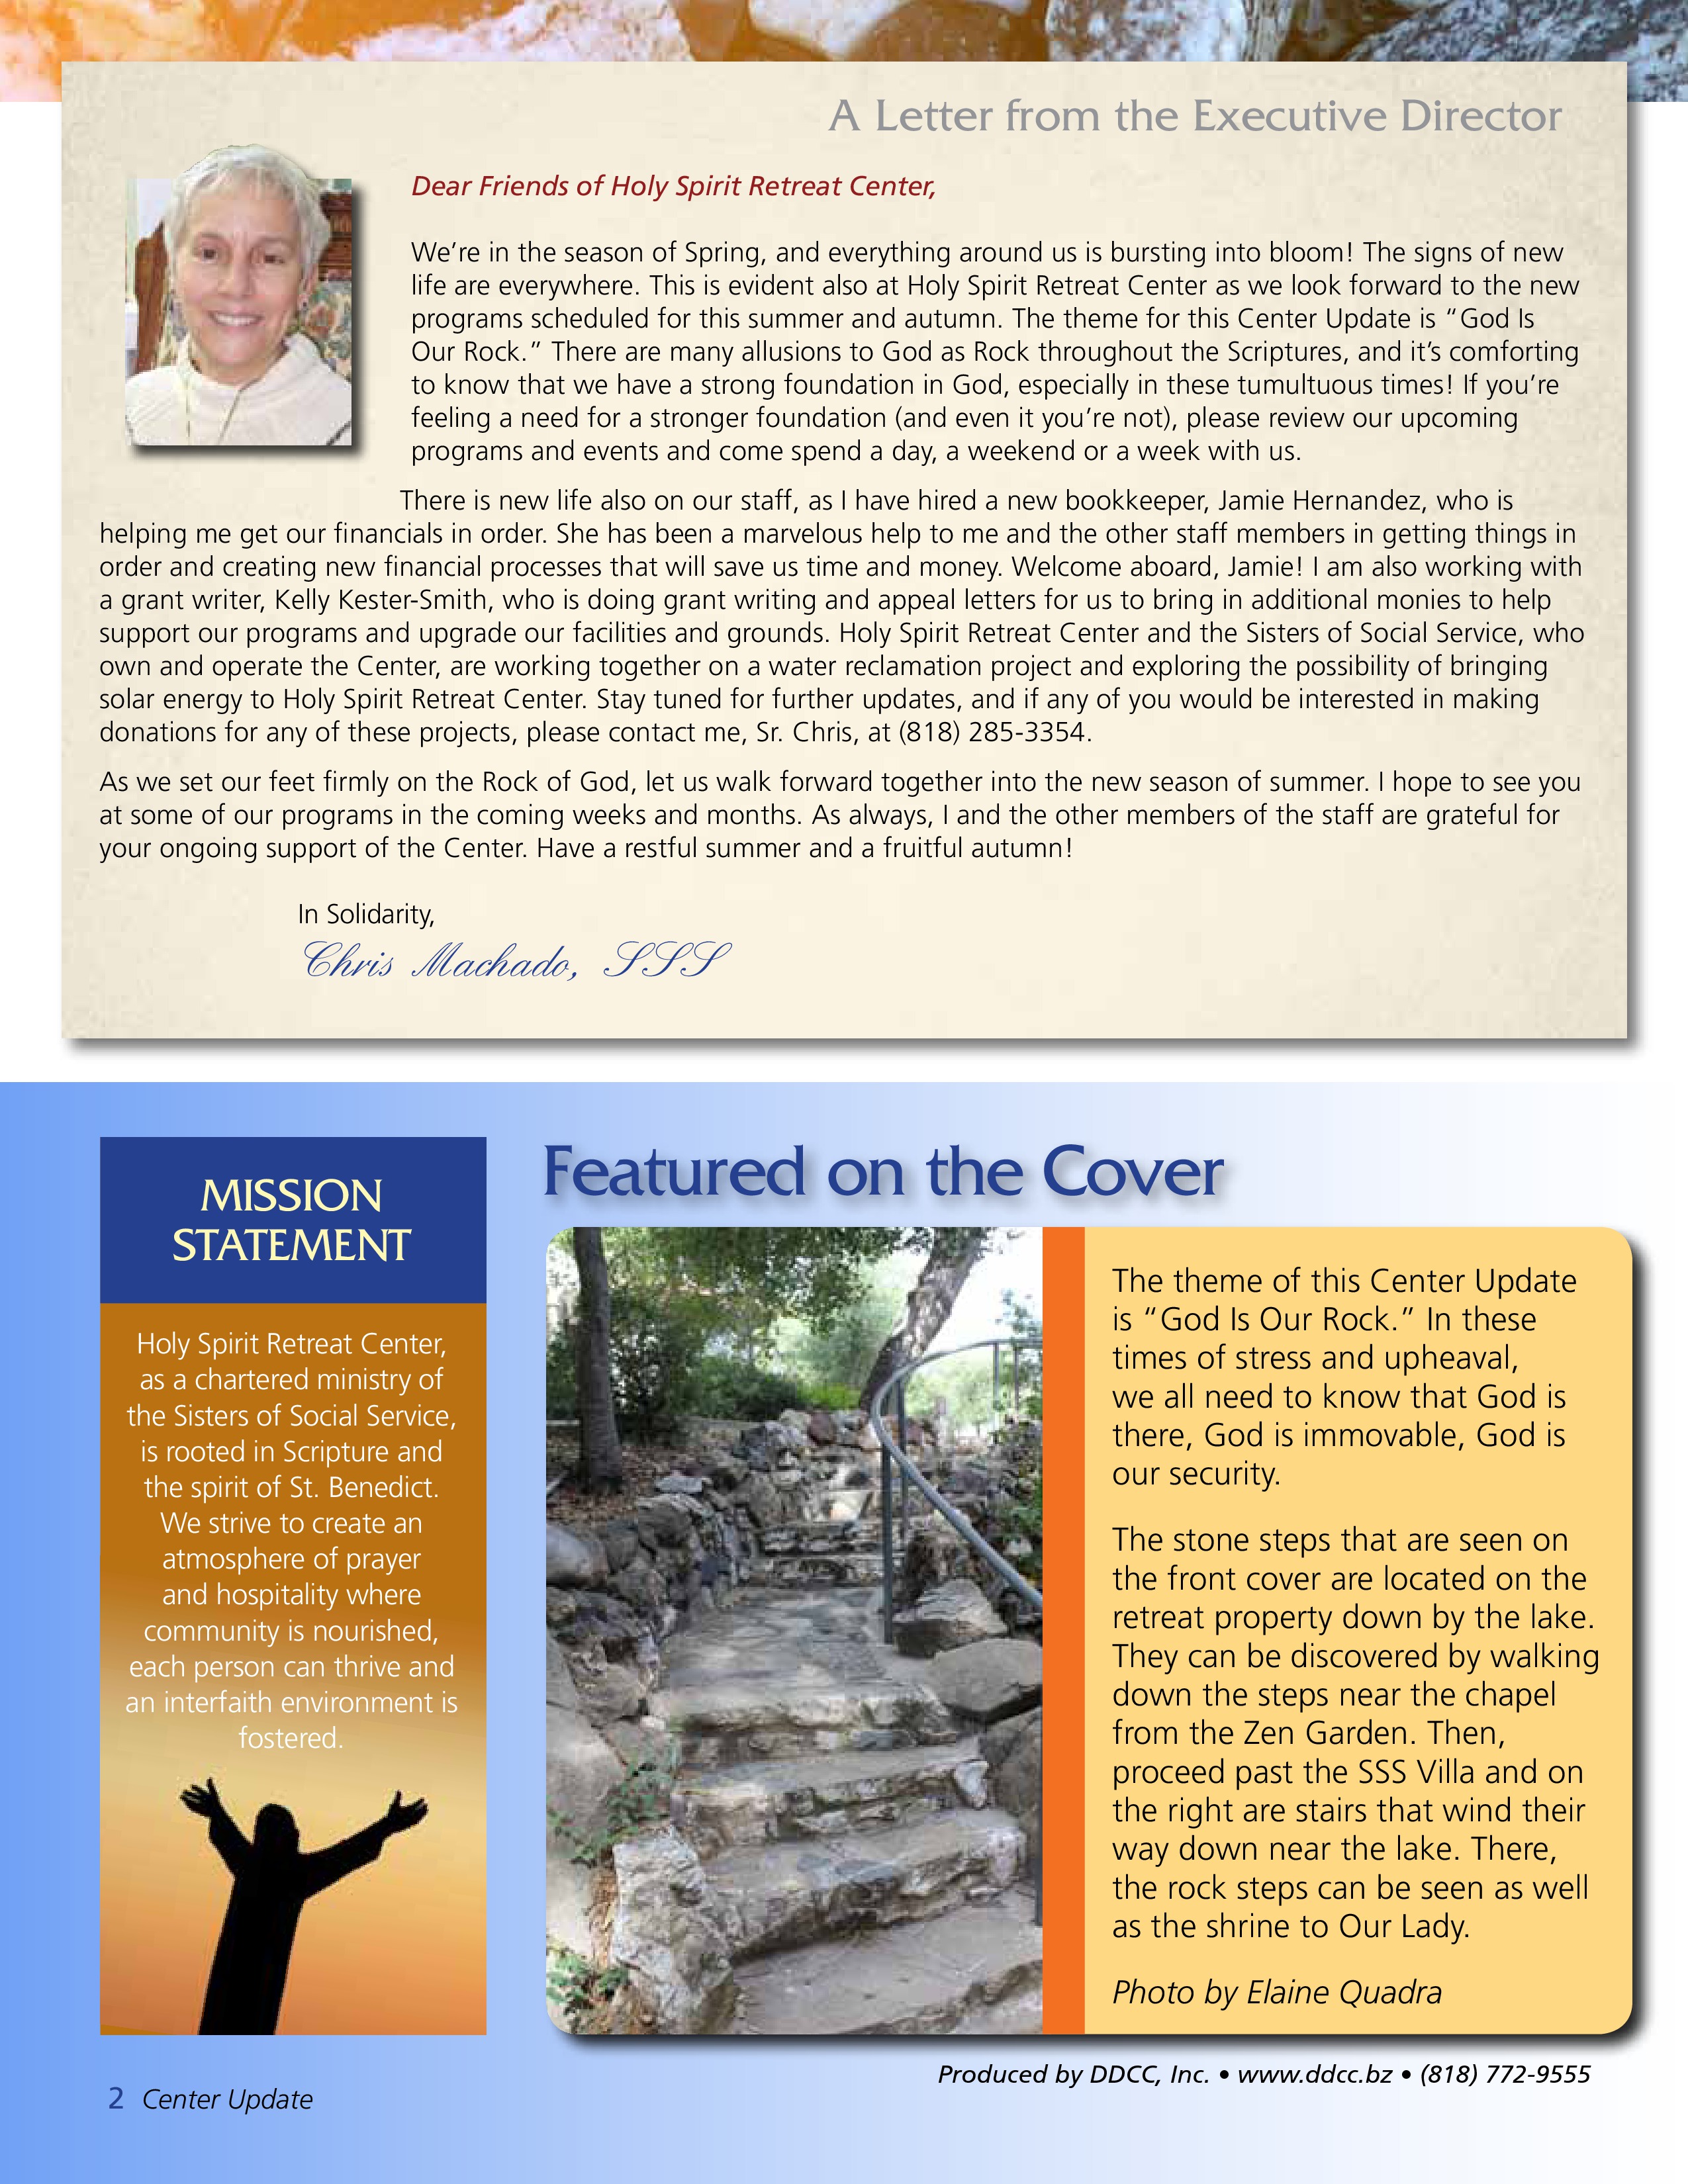 A Letter from the Executive Director
Dear Friends of Holy Spirit Retreat Center,
We’re in the season of Spring, and everything around us is bursting into bloom! The signs of new
life are everywhere. This is evident also at Holy Spirit Retreat Center as we look forward to the new
programs scheduled for this summer and autumn. The theme for this Center Update is “God Is
Our Rock.” There are many allusions to God as Rock throughout the Scriptures, and it’s comforting
to know that we have a strong foundation in God, especially in these tumultuous times! If you’re
feeling a need for a stronger foundation (and even it you’re not), please review our upcoming
programs and events and come spend a day, a weekend or a week with us.
There is new life also on our staff, as I have hired a new bookkeeper, Jamie Hernandez, who is
helping me get our financials in order. She has been a marvelous help to me and the other staff members in getting things in
order and creating new financial processes that will save us time and money. Welcome aboard, Jamie! I am also working with
a grant writer, Kelly Kester-Smith, who is doing grant writing and appeal letters for us to bring in additional monies to help
support our programs and upgrade our facilities and grounds. Holy Spirit Retreat Center and the Sisters of Social Service, who
own and operate the Center, are working together on a water reclamation project and exploring the possibility of bringing
solar energy to Holy Spirit Retreat Center. Stay tuned for further updates, and if any of you would be interested in making
donations for any of these projects, please contact me, Sr. Chris, at (818) 285-3354.
As we set our feet firmly on the Rock of God, let us walk forward together into the new season of summer. I hope to see you
at some of our programs in the coming weeks and months. As always, I and the other members of the staff are grateful for
your ongoing support of the Center. Have a restful summer and a fruitful autumn!
In Solidarity,
Chris Machado, SSS
MISSION
STATEMENT
Holy Spirit Retreat Center,
as a chartered ministry of
the Sisters of Social Service,
is rooted in Scripture and
the spirit of St. Benedict.
We strive to create an
atmosphere of prayer
and hospitality where
community is nourished,
each person can thrive and
an interfaith environment is
fostered.
Featured on the Cover
The theme of this Center Update
is “God Is Our Rock.” In these
times of stress and upheaval,
we all need to know that God is
there, God is immovable, God is
our security.
The stone steps that are seen on
the front cover are located on the
retreat property down by the lake.
They can be discovered by walking
down the steps near the chapel
from the Zen Garden. Then,
proceed past the SSS Villa and on
the right are stairs that wind their
way down near the lake. There,
the rock steps can be seen as well
as the shrine to Our Lady.
Photo by Elaine Quadra
Produced by DDCC, Inc. • www.ddcc.bz • (818) 772-9555
2 Center Update